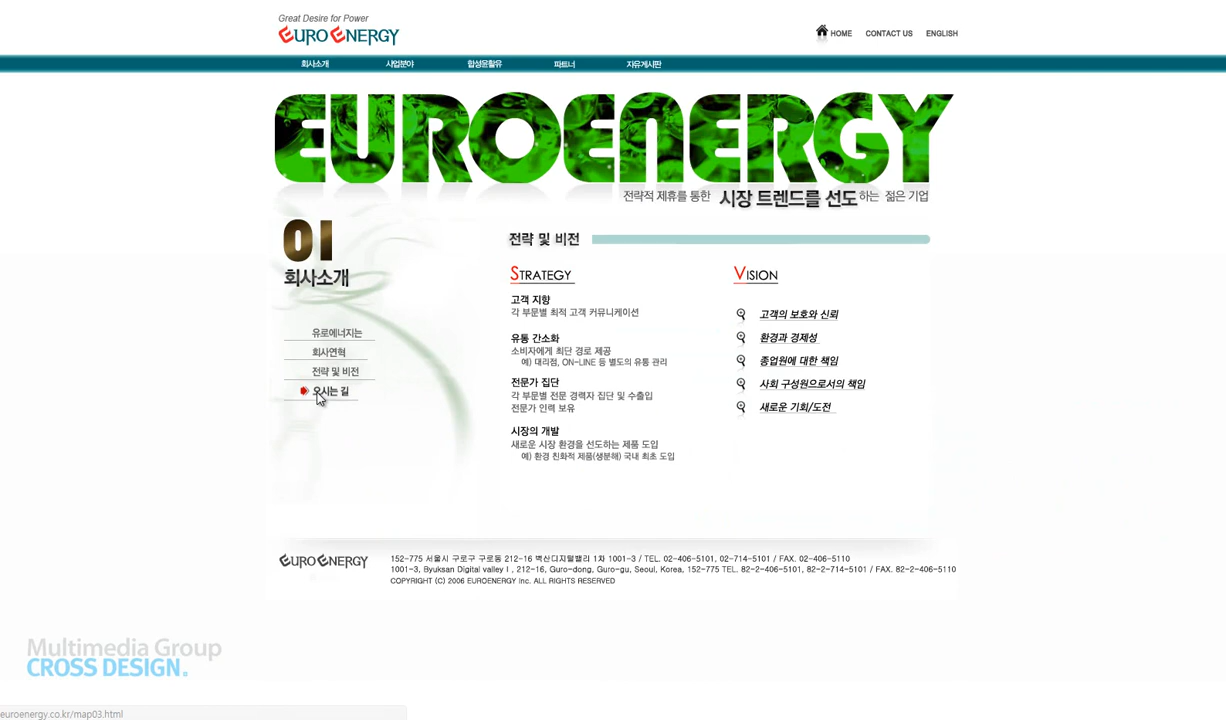 Great Desire for Power
EURO ENERGY
HOME CONTACT US ENGLISH
회사소개 사업분야 합성윤활유 파트너 자유게시판
EUROENERGY
전략적 제휴를 통한 시장 트렌드를 선도하는 젊은 기업
01
회사소개
유로에너지는
회사연혁
전략 및 비전
오시는 길
전략 및 비전
STRATEGY
고객 지향
각 부문별 최적 고객 커뮤니케이션
유통 간소화
소비자에게 최단 경로 제공
예) 대리점, ON-LINE 등 별도의 유통 관리
전문가 집단
각 부문별 전문 경력자 집단 및 수출입
전문가 인력 보유
시장의 개발
새로운 시장 환경을 선도하는 제품 도입
예) 환경 친화적 제품(생분해) 국내 최초 도입
VISION
고객의 보호와 신뢰
환경과 경제성
종업원에 대한 책임
사회 구성원으로서의 책임
새로운 기회/도전
EURO ENERGY
152-775 서울시 구로구 구로동 212-16 벽산디지털밸리 1차 1001-3 / TEL. 02-406-5101, 02-714-5101 / FAX. 02-406-5110
1001-3, Byuksan Digital valley I , 212-16, Guro-dong, Guro-gu, Seoul, Korea, 152-775 TEL. 82-2-406-5101, 82-2-714-5101 / FAX. 82-2-406-5110
COPYRIGHT (C) 2006 EUROENERGY Inc. ALL RIGHTS RESERVED
Multimedia Group
CROSS DESIGN.
euroenergy.co.kr/map03.html